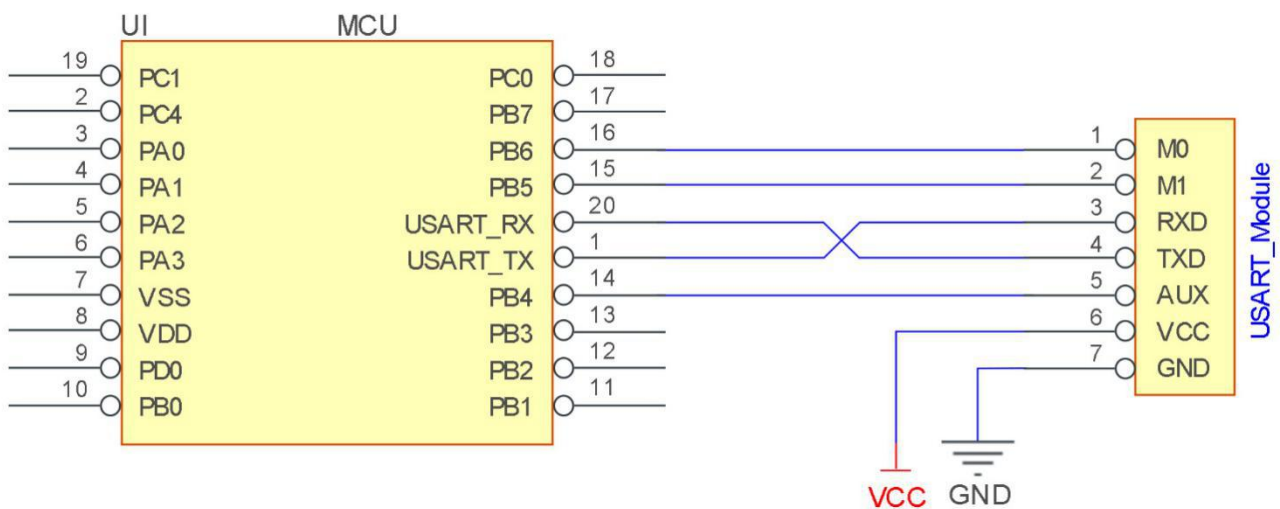 UI MCU
19 PC1 PC0 18
2 PC4 PB7 17
3 PA0 PB6 16 1 M0
4 PA1 PB5 15 2 M1
5 PA2 USART_RX 20 3 RXD
6 PA3 USART_TX 1 4 TXD
7 VSS PB4 14 5 AUX
8 VDD PB3 13 6 VCC
9 PD0 PB2 12 7 GND
10 PB0 PB1 11
USART_Module
VCC GND